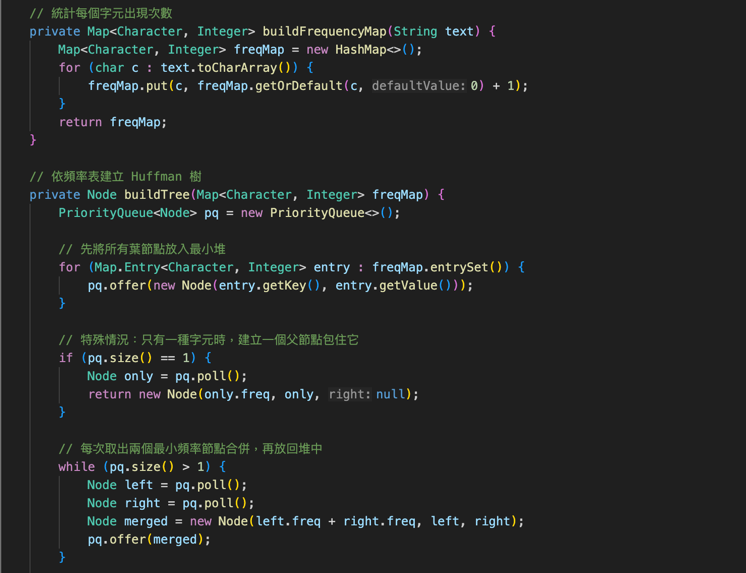 // 統計每個字元出現次數
private Map<Character, Integer> buildFrequencyMap(String text) {
    Map<Character, Integer> freqMap = new HashMap<>();
    for (char c : text.toCharArray()) {
        freqMap.put(c, freqMap.getOrDefault(c, defaultValue: 0) + 1);
    }
    return freqMap;
}

// 依頻率表建立 Huffman 樹
private Node buildTree(Map<Character, Integer> freqMap) {
    PriorityQueue<Node> pq = new PriorityQueue<>();

    // 先將所有葉節點放入最小堆
    for (Map.Entry<Character, Integer> entry : freqMap.entrySet()) {
        pq.offer(new Node(entry.getKey(), entry.getValue()));
    }

    // 特殊情況：只有一種字元時，建立一個父節點包住它
    if (pq.size() == 1) {
        Node only = pq.poll();
        return new Node(only.freq, only, right: null);
    }

    // 每次取出兩個最小頻率節點合併，再放回堆中
    while (pq.size() > 1) {
        Node left = pq.poll();
        Node right = pq.poll();
        Node merged = new Node(left.freq + right.freq, left, right);
        pq.offer(merged);
    }